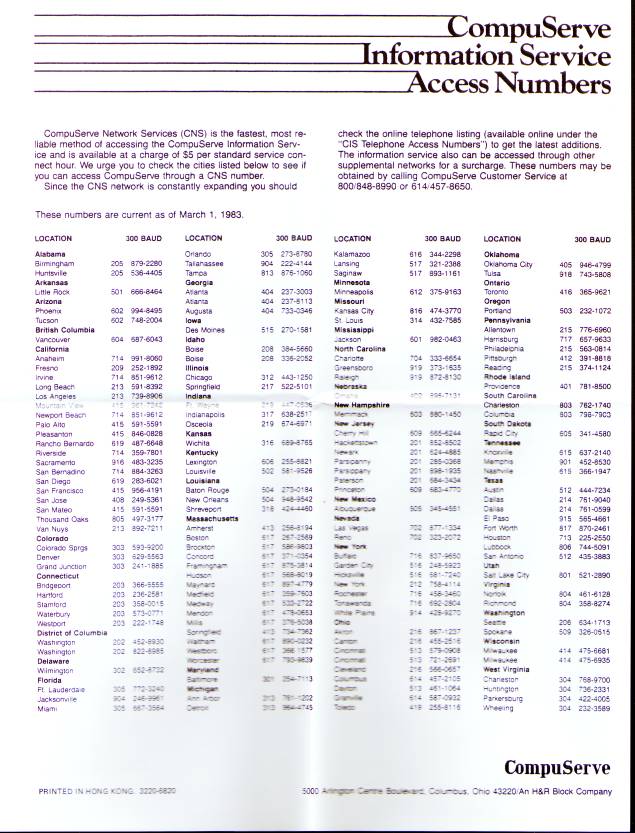 CompuServe
Information Service
Access Numbers
CompuServe Network Services (CNS) is the fastest, most re-
liable method of accessing the CompuServe Information Serv-
ice and is available at a charge of $5 per standard service con-
nect hour. We urge you to check the cities listed below to see if
you can access CompuServe through a CNS number.
Since the CNS network is constantly expanding you should
check the online telephone listing (available online under the
"CIS Telephone Access Numbers") to get the latest additions.
The information service also can be accessed through other
supplemental networks for a surcharge. These numbers may be
obtained by calling CompuServe Customer Service at
800/848-8990 or 614/457-8650.
These numbers are current as of March 1, 1983.
LOCATION 300 BAUD
Alabama
Birmingham 205 879-2280
Huntsville 205 536-4405
Arkansas
Little Rock 501 666-8464
Arizona
Phoenix 602 994-8495
Tucson 602 748-2004
British Columbia
Vancouver 604 687-6043
California
Anaheim 714 991-8060
Fresno 209 252-1892
Irvine 714 851-9612
Long Beach 213 591-8392
Los Angeles 213 739-8906
Mountain View 415
Newport Beach 714 851-9612
Palo Alto 415 591-5591
Pleasanton 415 846-0828
Rancho Bernardo 619 487-6648
Riverside 714 359-7801
Sacramento 916 483-3235
San Bernadino 714 884-3263
San Diego 619 283-6021
San Francisco 415 956-4191
San Jose 408 249-5361
San Mateo 415 591-5591
Thousand Oaks 805 497-3177
Van Nuys 213 892-7211
Colorado
Colorado Sprgs 303 593-9200
Denver 303 629-5563
Grand Junction 303 241-1885
Connecticut
Bridgeport 203 366-5555
Hartford 203 236-2581
Stamford 203 358-0015
Waterbury 203 573-0771
Westport 203 222-1748
District of Columbia
Washington 202 452-8930
Washington 202 822-8985
Delaware
Wilmington 302 652-8732
Florida
Ft. Lauderdale 305 772-3240
Jacksonville 904 246-9961
Miami 305 667-3564
LOCATION 300 BAUD
Orlando 305 273-8780
Tallahassee 904 222-4144
Tampa 813 876-1060
Georgia
Atlanta 404 237-3003
Atlanta 404 237-8113
Augusta 404 733-0346
Iowa
Des Moines 515 270-1581
Idaho
Boise 208 384-5660
Boise 208 336-2052
Illinois
Chicago 312 443-1250
Springfield 217 522-5101
Indiana
Ft. Wayne 219
Indianapolis 317 638-2517
Osceola 219 674-6971
Kansas
Wichita 316 689-8765
Kentucky
Lexington 606 255-6621
Louisville 502 581-9526
Louisiana
Baton Rouge 504 273-0184
New Orleans 504 948-9542
Shreveport 318 424-4460
Massachusetts
Amherst 413 256-8194
Boston 617 267-2569
Brockton 617 586-9803
Concord 617 371-0354
Framingham 617 875-3814
Hudson 617 568-8019
Maynard 617 897-4779
Medfield 617 359-7603
Medway 617 533-2722
Mendon 617 478-0653
Millis 617 376-5038
Springfield 413 734-7362
Waltham 617 890-0232
Westboro 617 366-1577
Worcester 617 793-9839
Maryland
Baltimore 301 254-7113
Michigan
Ann Arbor 313 761-1202
Detroit 313 964-4745
LOCATION 300 BAUD
Kalamazoo 616 344-2298
Lansing 517 321-2388
Saginaw 517 893-1161
Minnesota
Minneapolis 612 375-9163
Missouri
Kansas City 816 474-3770
St. Louis 314 432-7585
Mississippi
Jackson 601 982-0463
North Carolina
Charlotte 704 333-6654
Greensboro 919 373-1635
Raleigh 919 872-8130
Nebraska
Omaha 402
New Hampshire
Merrimack 603 880-1450
New Jersey
Cherry Hill 609 665-6244
Hackettstown 201 852-8502
Newark 201 624-4885
Parsipanny 201 285-0368
Parsippany 201 898-1935
Paterson 201 684-3434
Princeton 609 683-4770
New Mexico
Albuquerque 505 345-4551
Nevada
Las Vegas 702 877-1334
Reno 702 323-2072
New York
Buffalo 716 837-9650
Garden City 516 248-5923
Hicksville 516 681-7240
New York 212 758-4114
Rochester 716 458-3460
Tonawanda 716 692-2804
White Plains 914 428-9270
Ohio
Akron 216 867-1237
Canton 216 455-2516
Cincinnati 513 579-0908
Cincinnati 513 721-2691
Cleveland 216 566-0657
Columbus 614 457-2105
Dayton 513 461-1064
Granville 614 587-0932
Toledo 419 255-8116
LOCATION 300 BAUD
Oklahoma
Oklahoma City 405 946-4799
Tulsa 918 743-5808
Ontario
Toronto 416 365-9621
Oregon
Portland 503 232-1072
Pennsylvania
Allentown 215 776-6960
Harrisburg 717 657-9633
Philadelphia 215 563-0814
Pittsburgh 412 391-8818
Reading 215 374-1124
Rhode Island
Providence 401 781-8500
South Carolina
Charleston 803 762-1740
Columbia 803 798-7903
South Dakota
Rapid City 605 341-4580
Tennessee
Knoxville 615 637-2140
Memphis 901 452-8530
Nashville 615 366-1947
Texas
Austin 512 444-7234
Dallas 214 761-9040
Dallas 214 761-0599
El Paso 915 565-4661
Fort Worth 817 870-2461
Houston 713 225-2550
Lubbock 806 744-5091
San Antonio 512 435-3883
Utah
Salt Lake City 801 521-2890
Virginia
Norfolk 804 461-6128
Richmond 804 358-8274
Washington
Seattle 206 634-1713
Spokane 509 326-0515
Wisconsin
Milwaukee 414 475-6681
Milwaukee 414 475-6935
West Virginia
Charleston 304 768-9700
Huntington 304 736-2331
Parkersburg 304 422-4005
Wheeling 304 232-3589
CompuServe
PRINTED IN HONG KONG. 3220-6820
5000 Arlington Centre Boulevard, Columbus, Ohio 43220/An H&R Block Company